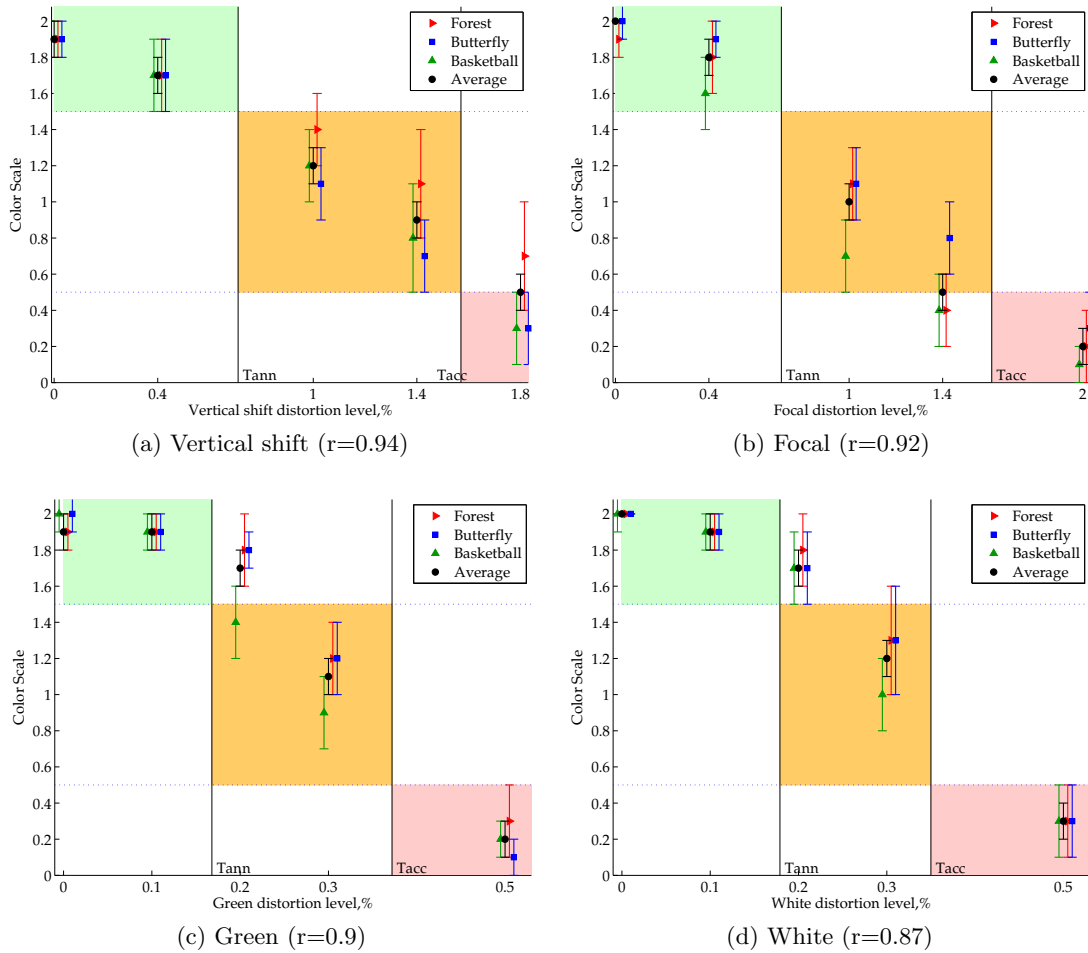 2
1.8
1.6
1.4
1.2
1
0.8
0.6
0.4
0.2
0
Color Scale
Forest
Butterfly
Basketball
Average
Tann
Tacc
0 0.4 1 1.4 1.8
Vertical shift distortion level,%
(a) Vertical shift (r=0.94)
2
1.8
1.6
1.4
1.2
1
0.8
0.6
0.4
0.2
0
Color Scale
Forest
Butterfly
Basketball
Average
Tann
Tacc
0 0.4 1 1.4 2
Focal distortion level,%
(b) Focal (r=0.92)
2
1.8
1.6
1.4
1.2
1
0.8
0.6
0.4
0.2
0
Color Scale
Forest
Butterfly
Basketball
Average
Tann
Tacc
0 0.1 0.2 0.3 0.5
Green distortion level,%
(c) Green (r=0.9)
2
1.8
1.6
1.4
1.2
1
0.8
0.6
0.4
0.2
0
Color Scale
Forest
Butterfly
Basketball
Average
Tann
Tacc
0 0.1 0.2 0.3 0.5
White distortion level,%
(d) White (r=0.87)